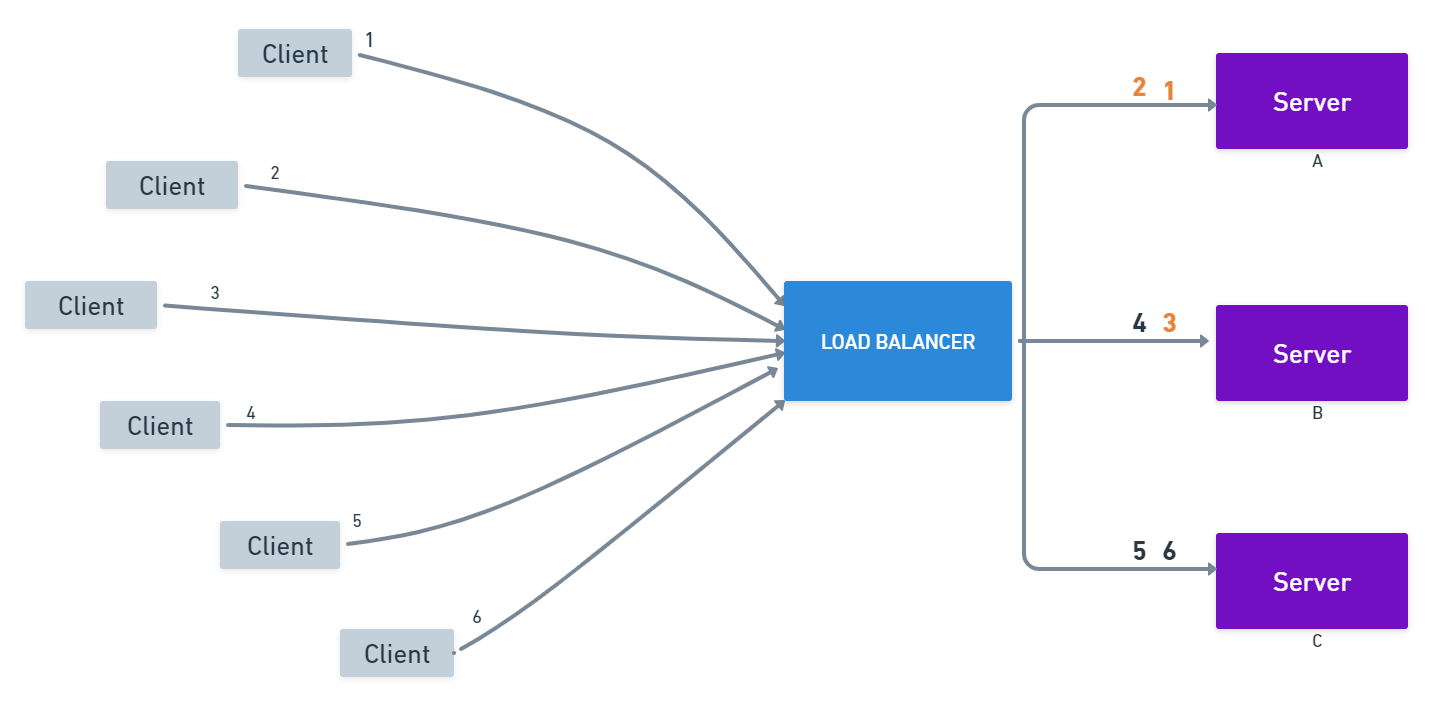 Client 1
Client 2
Client 3
Client 4
Client 5
Client 6
LOAD BALANCER
2 1
Server
A
4 3
Server
B
5 6
Server
C